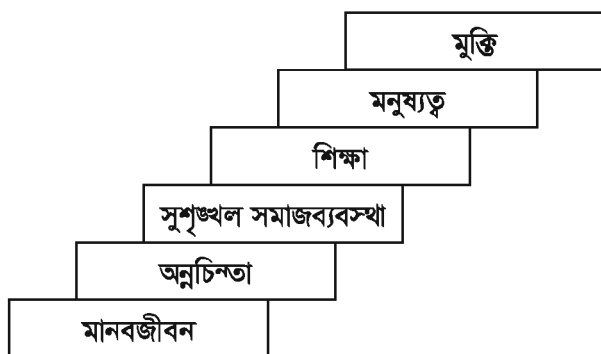 মুক্তি
মনুষ্যত্ব
শিক্ষা
সুশৃঙ্খল সমাজব্যবস্থা
অন্নচিন্তা
মানবজীবন